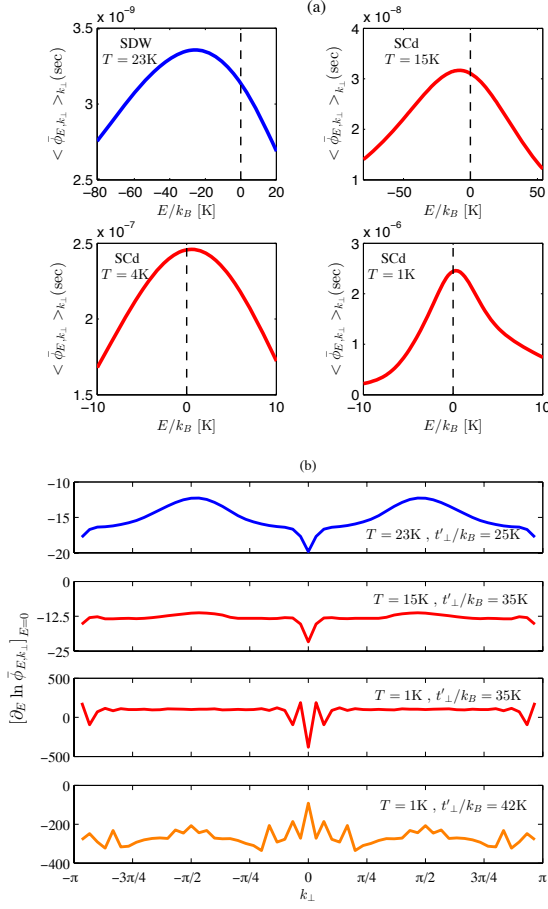 (a)
x 10⁻⁹
SDW
T = 23K
3.5
3
2.5
−80 −60 −40 −20 0 20
E/k_B [K]
< ϕ̄_{E,k⊥} >_{k⊥} (sec)
x 10⁻⁸
SCd
T = 15K
4
3
2
1
−50 0 50
E/k_B [K]
< ϕ̄_{E,k⊥} >_{k⊥} (sec)
x 10⁻⁷
SCd
T = 4K
2.5
2
1.5
−10 0 10
E/k_B [K]
< ϕ̄_{E,k⊥} >_{k⊥} (sec)
x 10⁻⁶
SCd
T = 1K
3
2
1
0
−10 0 10
E/k_B [K]
< ϕ̄_{E,k⊥} >_{k⊥} (sec)
(b)
[∂_E ln ϕ̄_{E,k⊥}]_{E=0}
−10
−15
−20
T = 23K , t′_⊥/k_B = 25K
0
−12.5
−25
T = 15K , t′_⊥/k_B = 35K
500
0
−500
T = 1K , t′_⊥/k_B = 35K
0
−200
−400
T = 1K , t′_⊥/k_B = 42K
−π −3π/4 −π/2 −π/4 0 π/4 π/2 3π/4 π
k_⊥